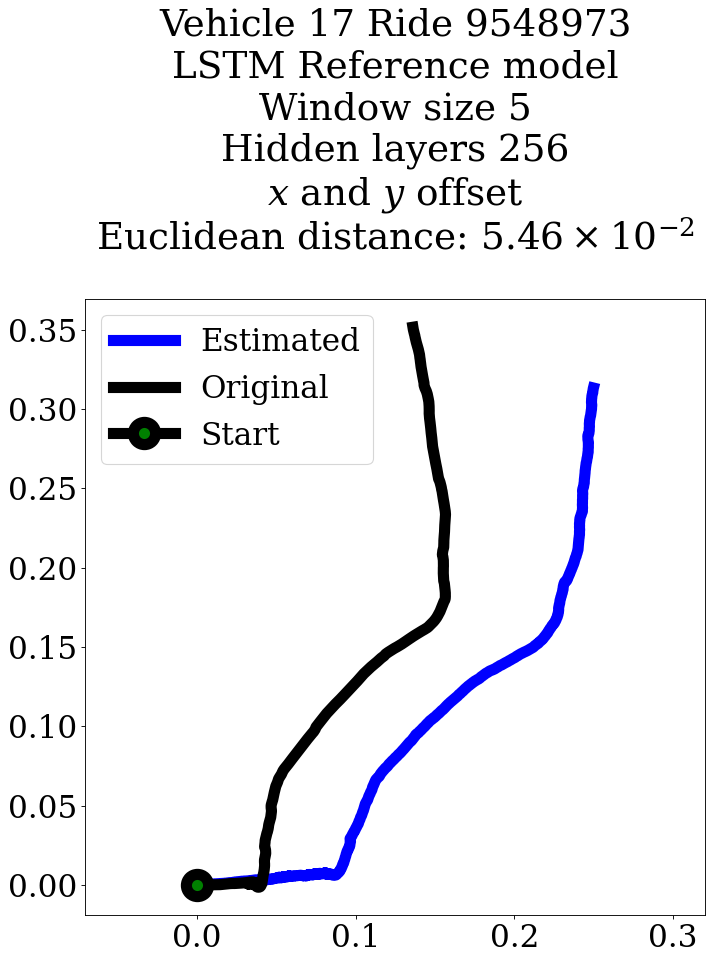 Vehicle 17 Ride 9548973
LSTM Reference model
Window size 5
Hidden layers 256
x and y offset
Euclidean distance: 5.46 × 10⁻²
Estimated
Original
Start
0.35
0.30
0.25
0.20
0.15
0.10
0.05
0.00
0.0 0.1 0.2 0.3